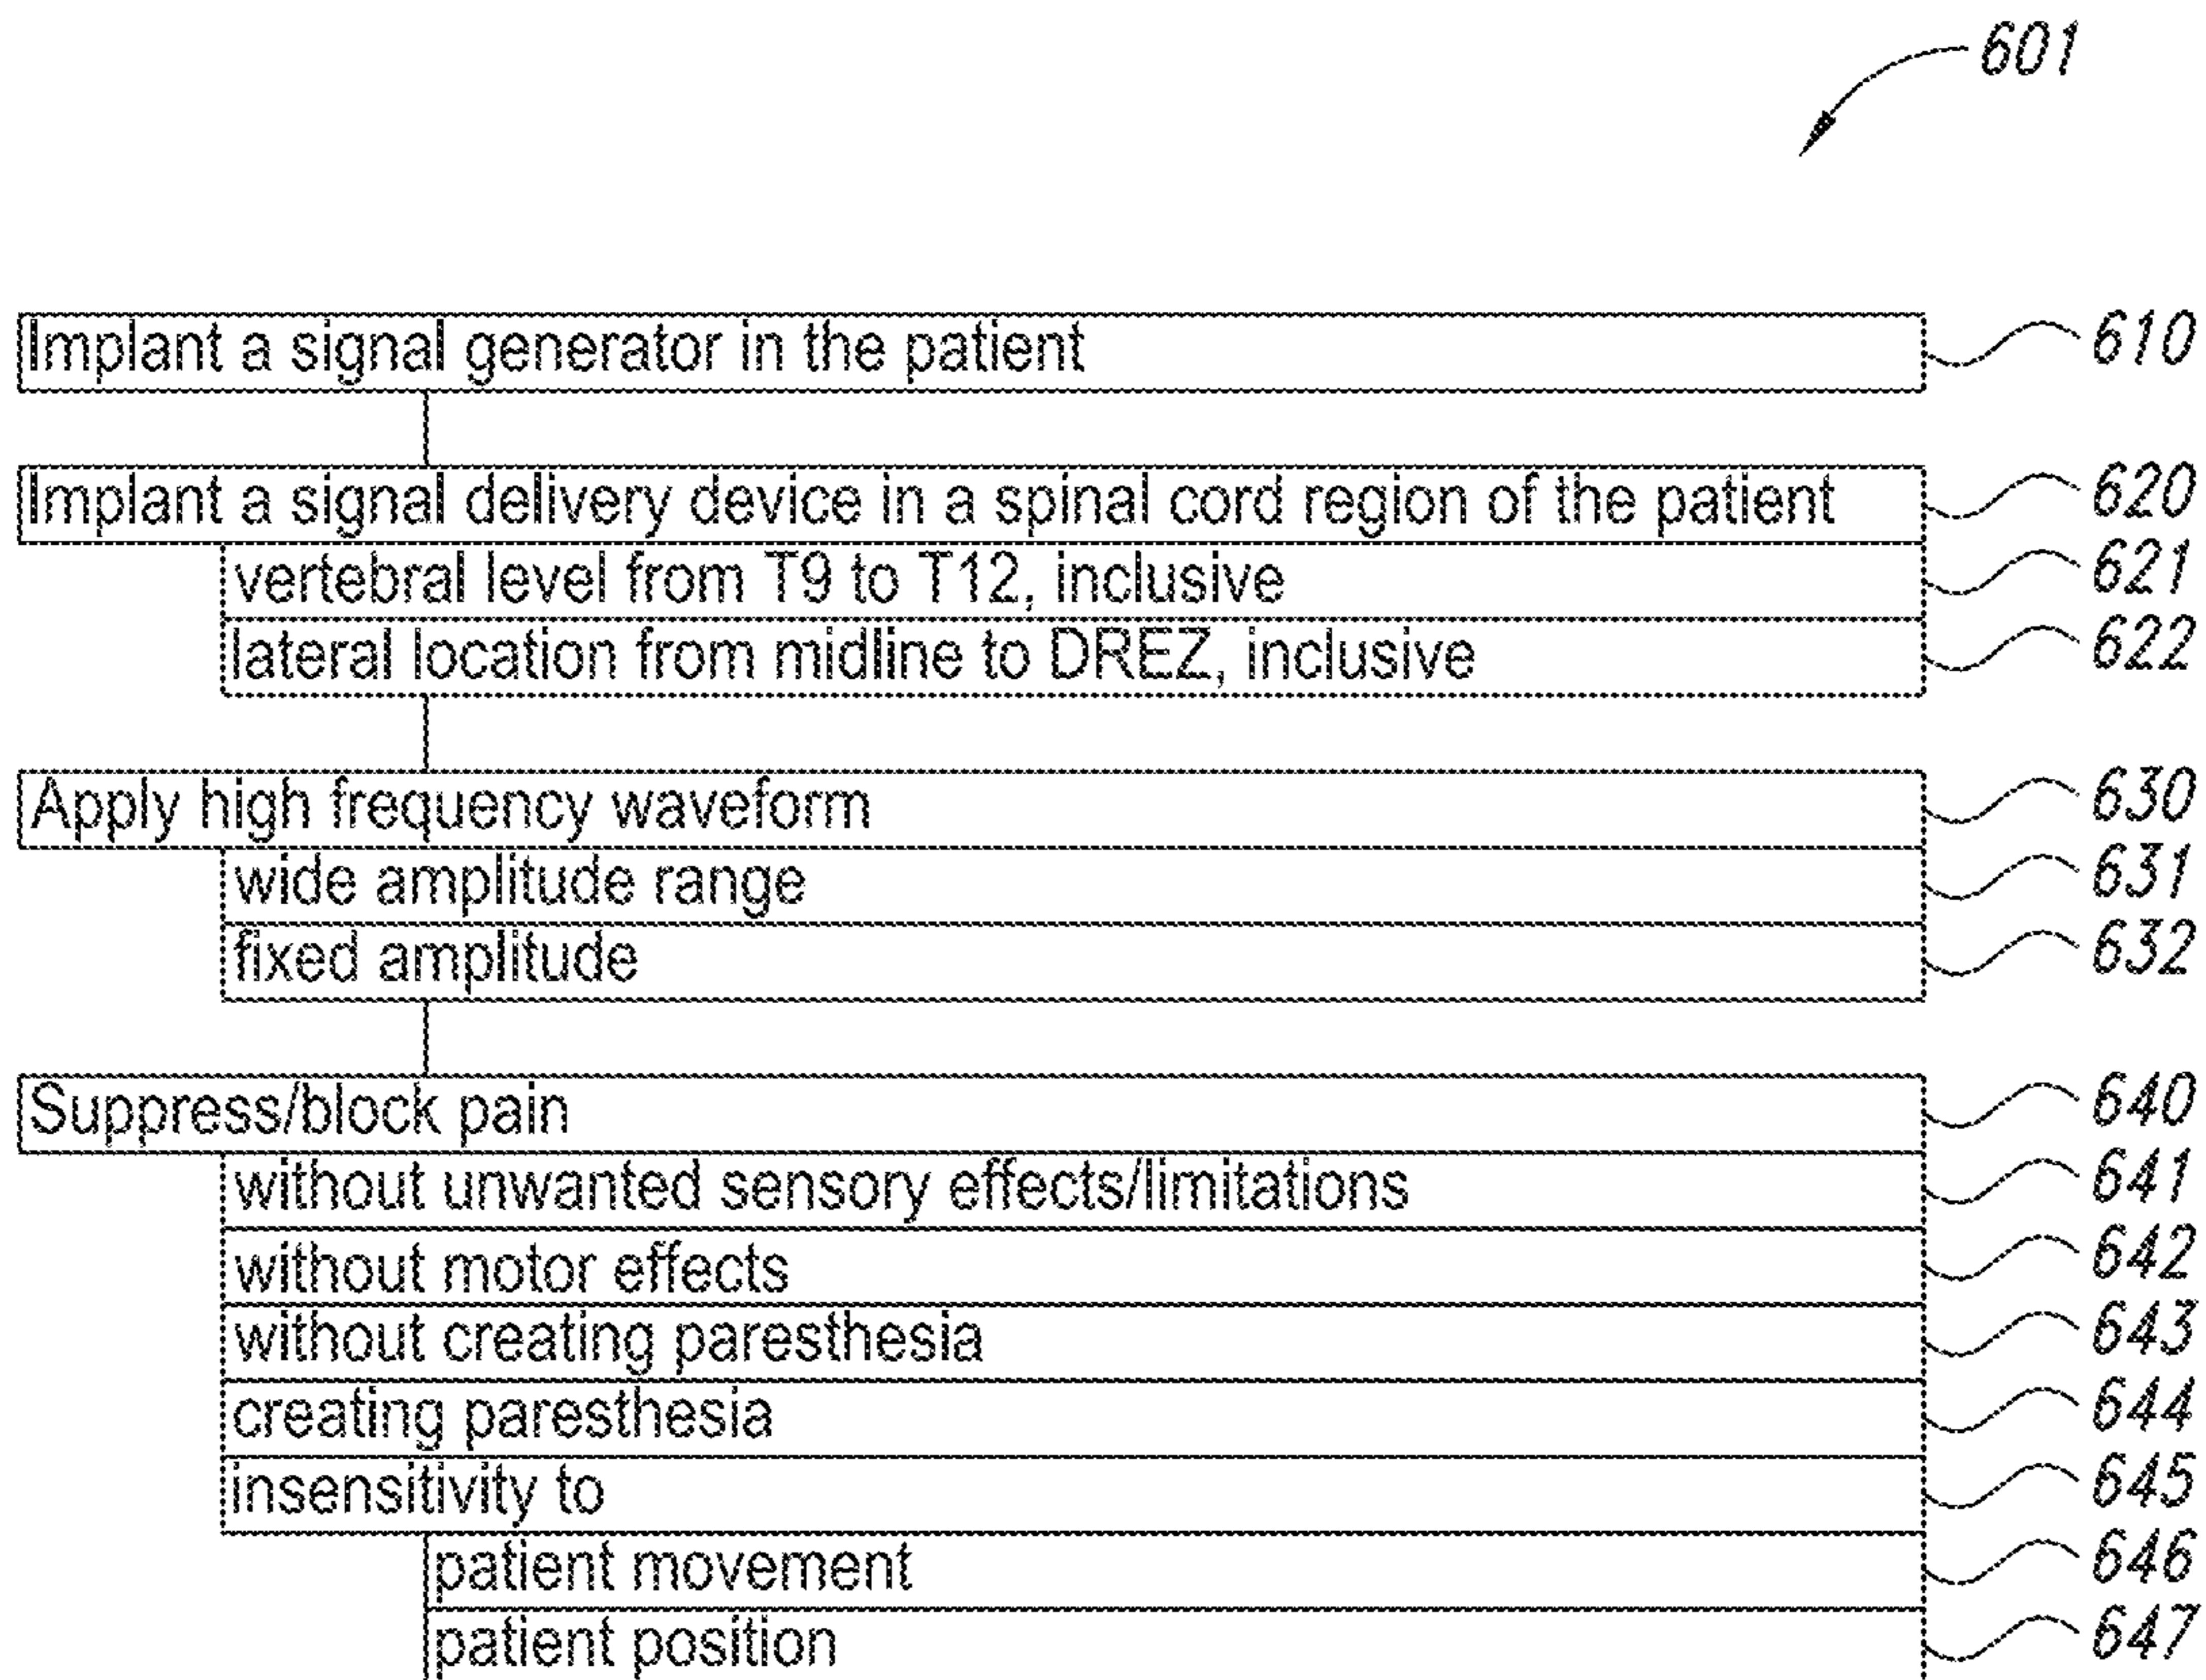 601
Implant a signal generator in the patient 610
Implant a signal delivery device in a spinal cord region of the patient 620
vertebral level from T9 to T12, inclusive 621
lateral location from midline to DREZ, inclusive 622
Apply high frequency waveform 630
wide amplitude range 631
fixed amplitude 632
Suppress/block pain 640
without unwanted sensory effects/limitations 641
without motor effects 642
without creating paresthesia 643
creating paresthesia 644
insensitivity to 645
patient movement 646
patient position 647